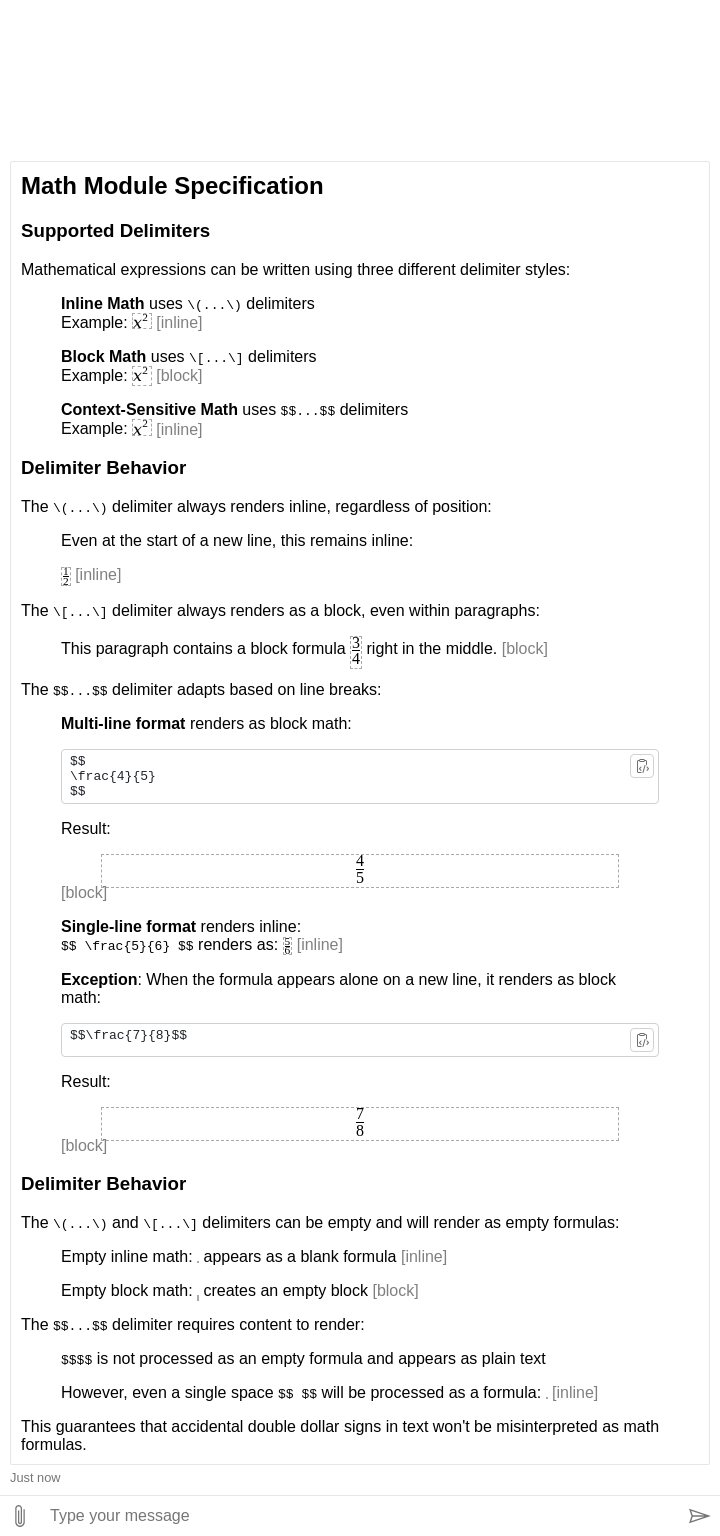 Math Module Specification
Supported Delimiters
Mathematical expressions can be written using three different delimiter styles:
Inline Math uses \(...\) delimiters
Example: x² [inline]
Block Math uses \[...\] delimiters
Example: x² [block]
Context-Sensitive Math uses $$...$$ delimiters
Example: x² [inline]
Delimiter Behavior
The \(...\) delimiter always renders inline, regardless of position:
Even at the start of a new line, this remains inline:
1/2 [inline]
The \[...\] delimiter always renders as a block, even within paragraphs:
This paragraph contains a block formula 3/4 right in the middle. [block]
The $$...$$ delimiter adapts based on line breaks:
Multi-line format renders as block math:
$$
\frac{4}{5}
$$
Result:
4/5
[block]
Single-line format renders inline:
$$ \frac{5}{6} $$ renders as: 5/6 [inline]
Exception: When the formula appears alone on a new line, it renders as block
math:
$$\frac{7}{8}$$
Result:
7/8
[block]
Delimiter Behavior
The \(...\) and \[...\] delimiters can be empty and will render as empty formulas:
Empty inline math: appears as a blank formula [inline]
Empty block math: creates an empty block [block]
The $$...$$ delimiter requires content to render:
$$$$ is not processed as an empty formula and appears as plain text
However, even a single space $$ $$ will be processed as a formula: [inline]
This guarantees that accidental double dollar signs in text won't be misinterpreted as math
formulas.
Just now
Type your message